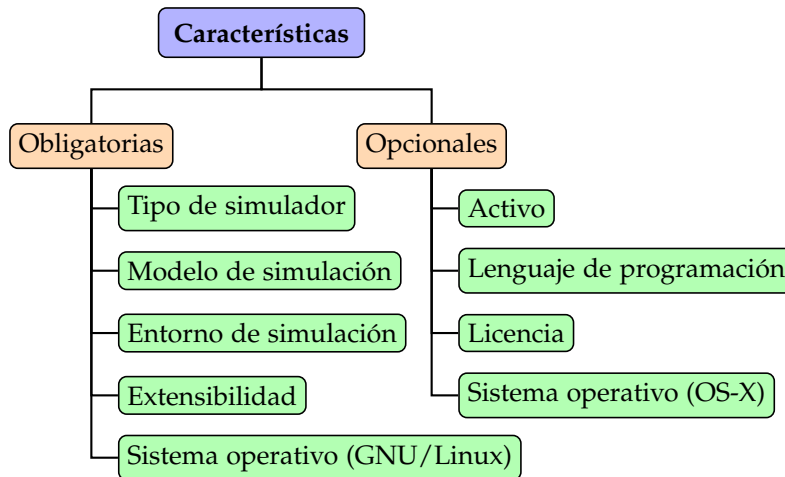 Características
Obligatorias
Opcionales
Tipo de simulador
Activo
Modelo de simulación
Lenguaje de programación
Entorno de simulación
Licencia
Extensibilidad
Sistema operativo (OS-X)
Sistema operativo (GNU/Linux)